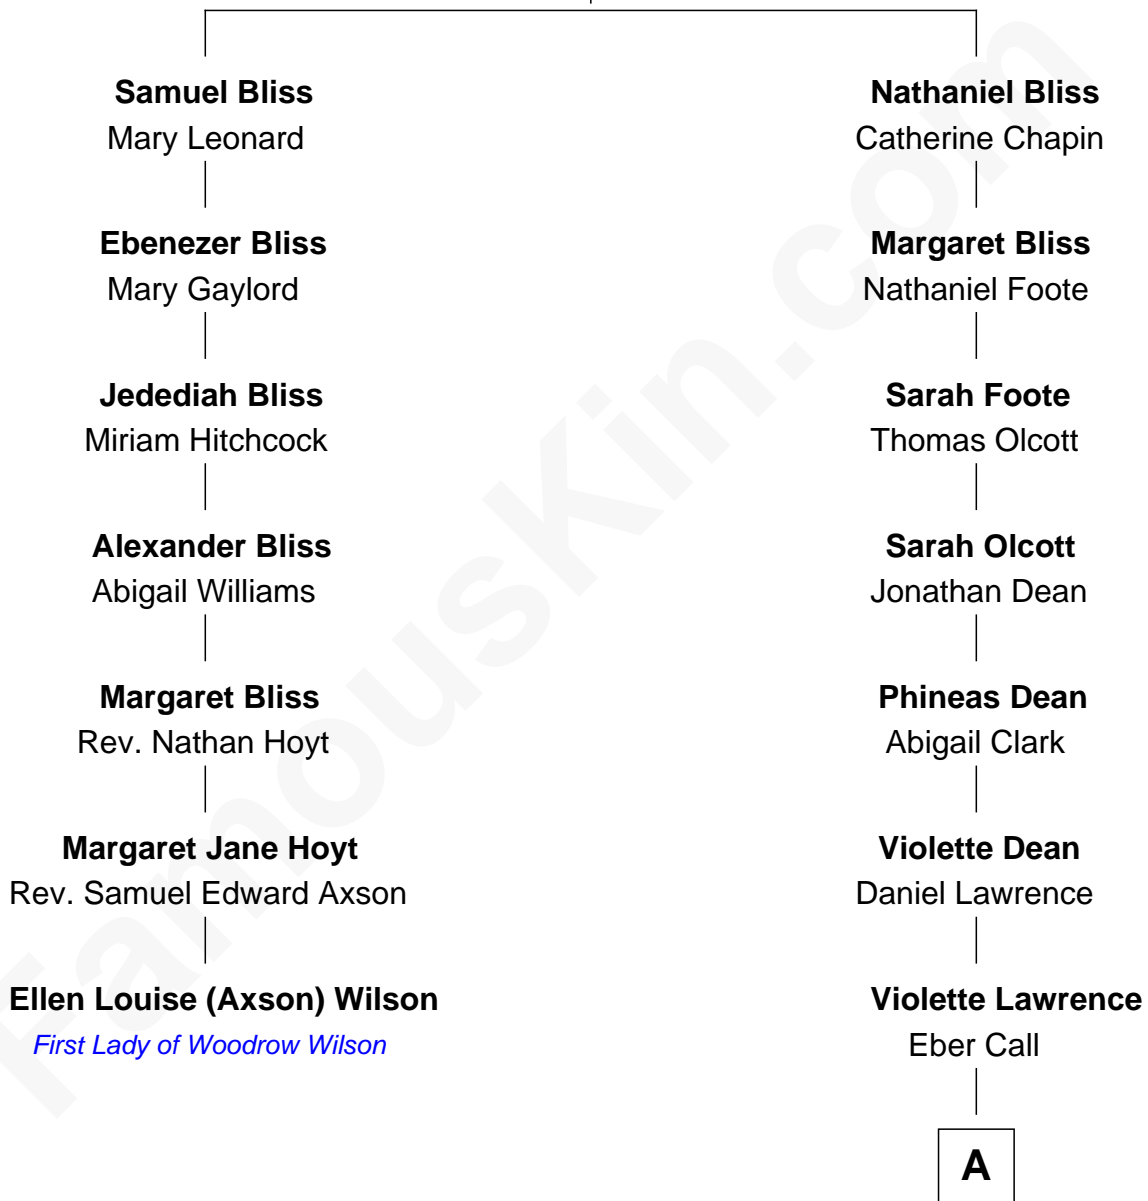 Samuel Bliss
Mary Leonard
Nathaniel Bliss
Catherine Chapin
Ebenezer Bliss
Mary Gaylord
Margaret Bliss
Nathaniel Foote
Jedediah Bliss
Miriam Hitchcock
Sarah Foote
Thomas Olcott
Alexander Bliss
Abigail Williams
Sarah Olcott
Jonathan Dean
Margaret Bliss
Rev. Nathan Hoyt
Phineas Dean
Abigail Clark
Margaret Jane Hoyt
Rev. Samuel Edward Axson
Violette Dean
Daniel Lawrence
Ellen Louise (Axson) Wilson
First Lady of Woodrow Wilson
Violette Lawrence
Eber Call
A
FamousKin.com